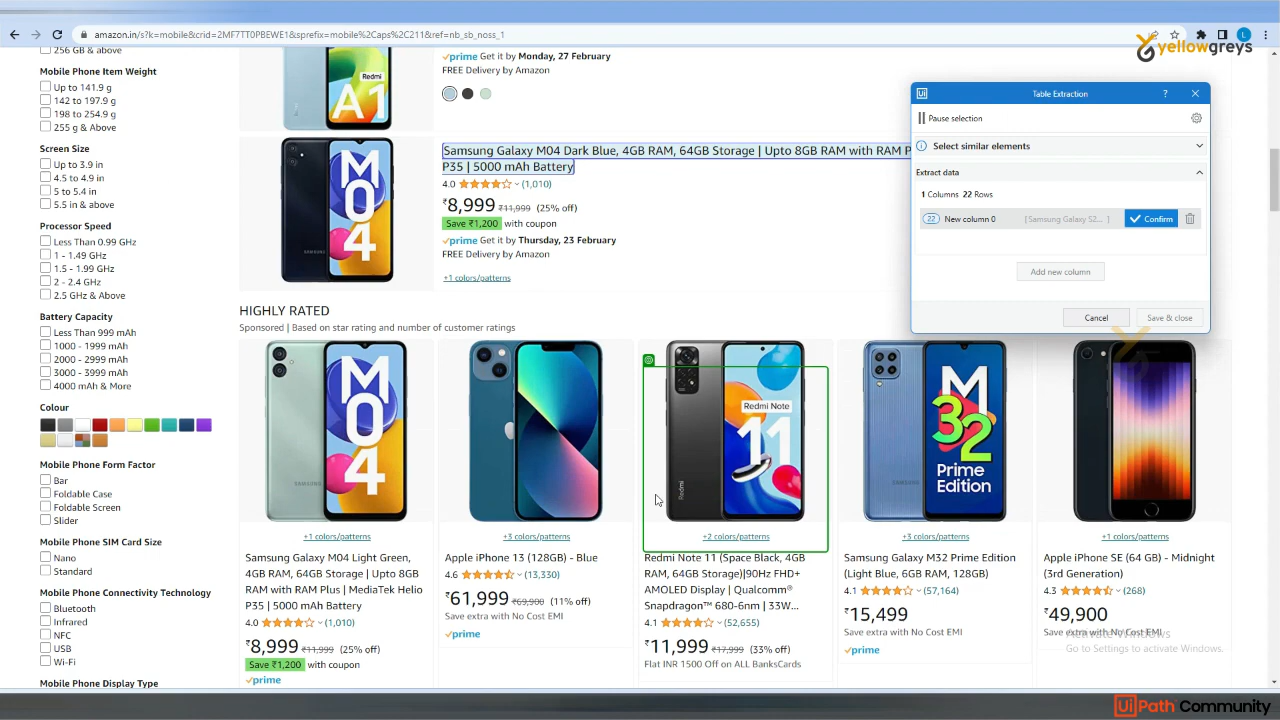 amazon.in/s?k=mobile&crid=2MF7TT0PBEWE1&sprefix=mobile%2Caps%2C211&ref=nb_sb_noss_1
L
yellowgreys
256 GB & above
Mobile Phone Item Weight
Up to 141.9 g
142 to 197.9 g
198 to 254.9 g
255 g & Above
Screen Size
Up to 3.9 in
4.5 to 4.9 in
5 to 5.4 in
5.5 in & above
Processor Speed
Less Than 0.99 GHz
1 - 1.49 GHz
1.5 - 1.99 GHz
2 - 2.4 GHz
2.5 GHz & Above
Battery Capacity
Less Than 999 mAh
1000 - 1999 mAh
2000 - 2999 mAh
3000 - 3999 mAh
4000 mAh & More
Colour
Mobile Phone Form Factor
Bar
Foldable Case
Foldable Screen
Slider
Mobile Phone SIM Card Size
Nano
Standard
Mobile Phone Connectivity Technology
Bluetooth
Infrared
NFC
USB
Wi-Fi
Mobile Phone Display Type
Redmi
A1
prime Get it by Monday, 27 February
FREE Delivery by Amazon
M04
SAMSUNG
Samsung Galaxy M04 Dark Blue, 4GB RAM, 64GB Storage | Upto 8GB RAM with RAM P
P35 | 5000 mAh Battery
4.0 (1,010)
₹8,999 ₹11,999 (25% off)
Save ₹1,200 with coupon
prime Get it by Thursday, 23 February
FREE Delivery by Amazon
+1 colors/patterns
Ui Table Extraction ?
Pause selection
Select similar elements
Extract data
1 Columns 22 Rows
22 New column 0 [Samsung Galaxy S2... ] Confirm
Add new column
Cancel Save & close
HIGHLY RATED
Sponsored | Based on star rating and number of customer ratings
M04
SAMSUNG
+1 colors/patterns
Samsung Galaxy M04 Light Green,
4GB RAM, 64GB Storage | Upto 8GB
RAM with RAM Plus | MediaTek Helio
P35 | 5000 mAh Battery
4.0 (1,010)
₹8,999 ₹11,999 (25% off)
Save ₹1,200 with coupon
prime
+3 colors/patterns
Apple iPhone 13 (128GB) - Blue
4.6 (13,330)
₹61,999 ₹69,900 (11% off)
Save extra with No Cost EMI
prime
Redmi Note
11
Redmi
+2 colors/patterns
Redmi Note 11 (Space Black, 4GB
RAM, 64GB Storage)|90Hz FHD+
AMOLED Display | Qualcomm®
Snapdragon™ 680-6nm | 33W...
4.1 (52,655)
₹11,999 ₹17,999 (33% off)
Flat INR 1500 Off on ALL BanksCards
M
32
Prime
Edition
SAMSUNG
+3 colors/patterns
Samsung Galaxy M32 Prime Edition
(Light Blue, 6GB RAM, 128GB)
4.1 (57,164)
₹15,499
Save extra with No Cost EMI
prime
+1 colors/patterns
Apple iPhone SE (64 GB) - Midnight
(3rd Generation)
4.3 (268)
₹49,900
Save extra with No Cost EMI
Activate Windows
Go to Settings to activate Windows.
UiPath Community